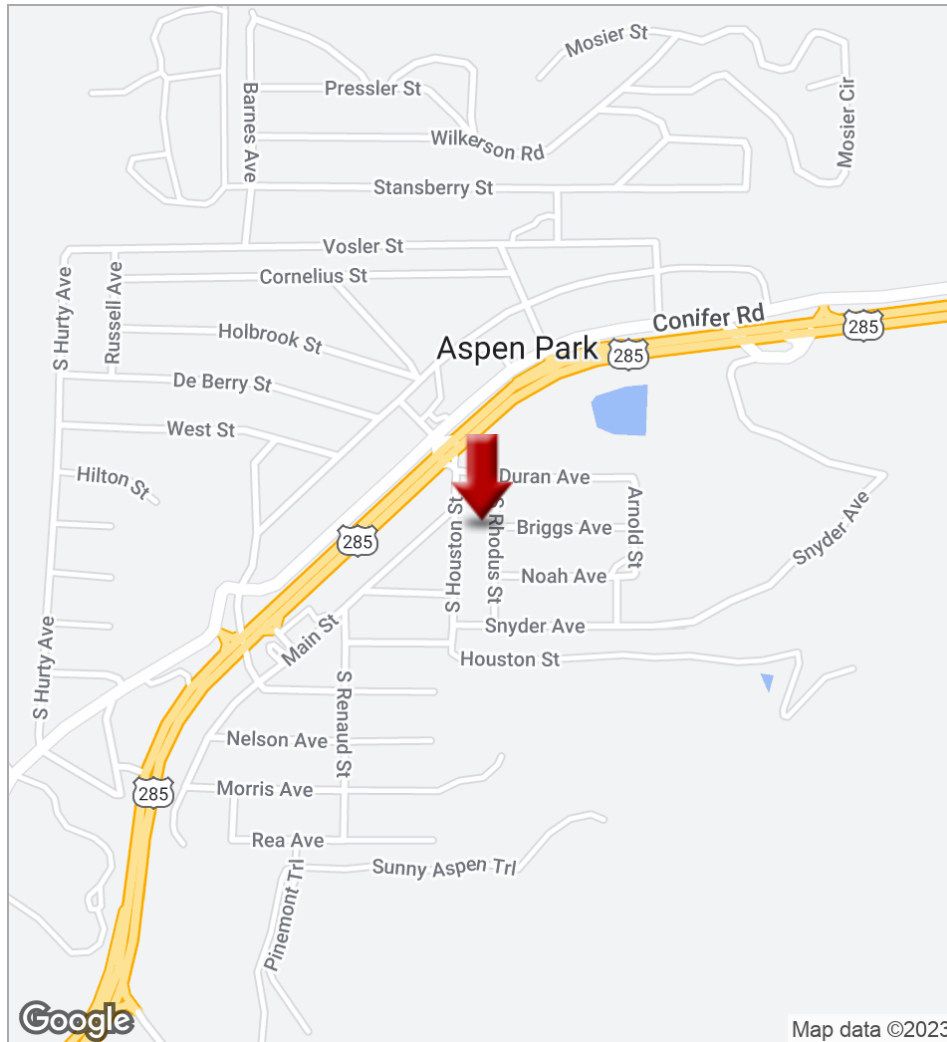 Mosier St
Pressler St
Barnes Ave
Mosier Cir
Wilkerson Rd
Stansberry St
Vosler St
Cornelius St
S Hurty Ave
Russell Ave
Conifer Rd
285
Holbrook St
Aspen Park
285
De Berry St
West St
Hilton St
Duran Ave
S Houston St
S Rhodus St
Arnold St
Briggs Ave
Snyder Ave
285
Noah Ave
S Hurty Ave
Snyder Ave
Main St
Houston St
S Renaud St
Nelson Ave
285
Morris Ave
Rea Ave
Sunny Aspen Trl
Pinemont Trl
Google
Map data ©2023